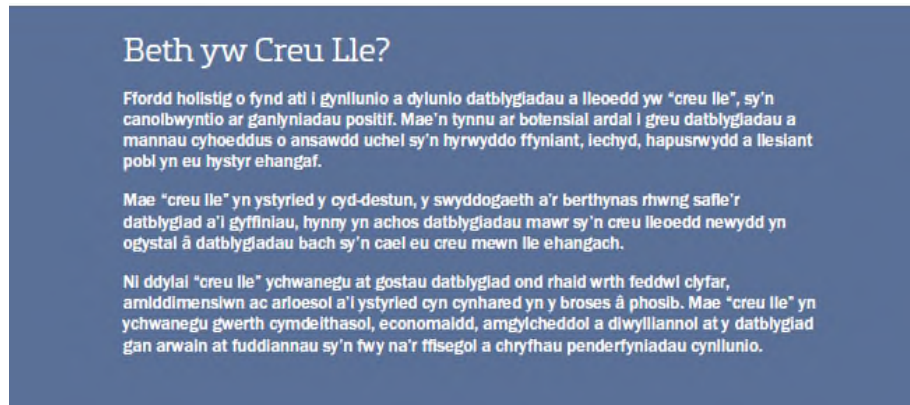 Beth yw Creu Lle?
Ffordd holistig o fynd ati i gynllunio a dylunio datblygiadau a lleoedd yw “creu lle”, sy’n
canolbwyntio ar ganlyniadau positif. Mae’n tynnu ar botensial ardal i greu datblygiadau a
mannau cyhoeddus o ansawdd uchel sy’n hyrwyddo ffyniant, iechyd, hapusrwydd a llesiant
pobl yn eu hystyr ehangaf.
Mae “creu lle” yn ystyried y cyd-destun, y swyddogaeth a’r berthynas rhwng safle’r
datblygiad a’i gyffiniau, hynny yn achos datblygiadau mawr sy’n creu lleoedd newydd yn
ogystal â datblygiadau bach sy’n cael eu creu mewn lle ehangach.
Ni ddylai “creu lle” ychwanegu at gostau datblygiad ond rhaid wrth feddwl clyfar,
amlddimensiwn ac arloesol a’i ystyried cyn cynhared yn y broses â phosib. Mae “creu lle” yn
ychwanegu gwerth cymdeithasol, economaidd, amgylcheddol a diwylliannol at y datblygiad
gan arwain at fuddiannau sy’n fwy na’r ffisegol a chryfhau penderfyniadau cynllunio.